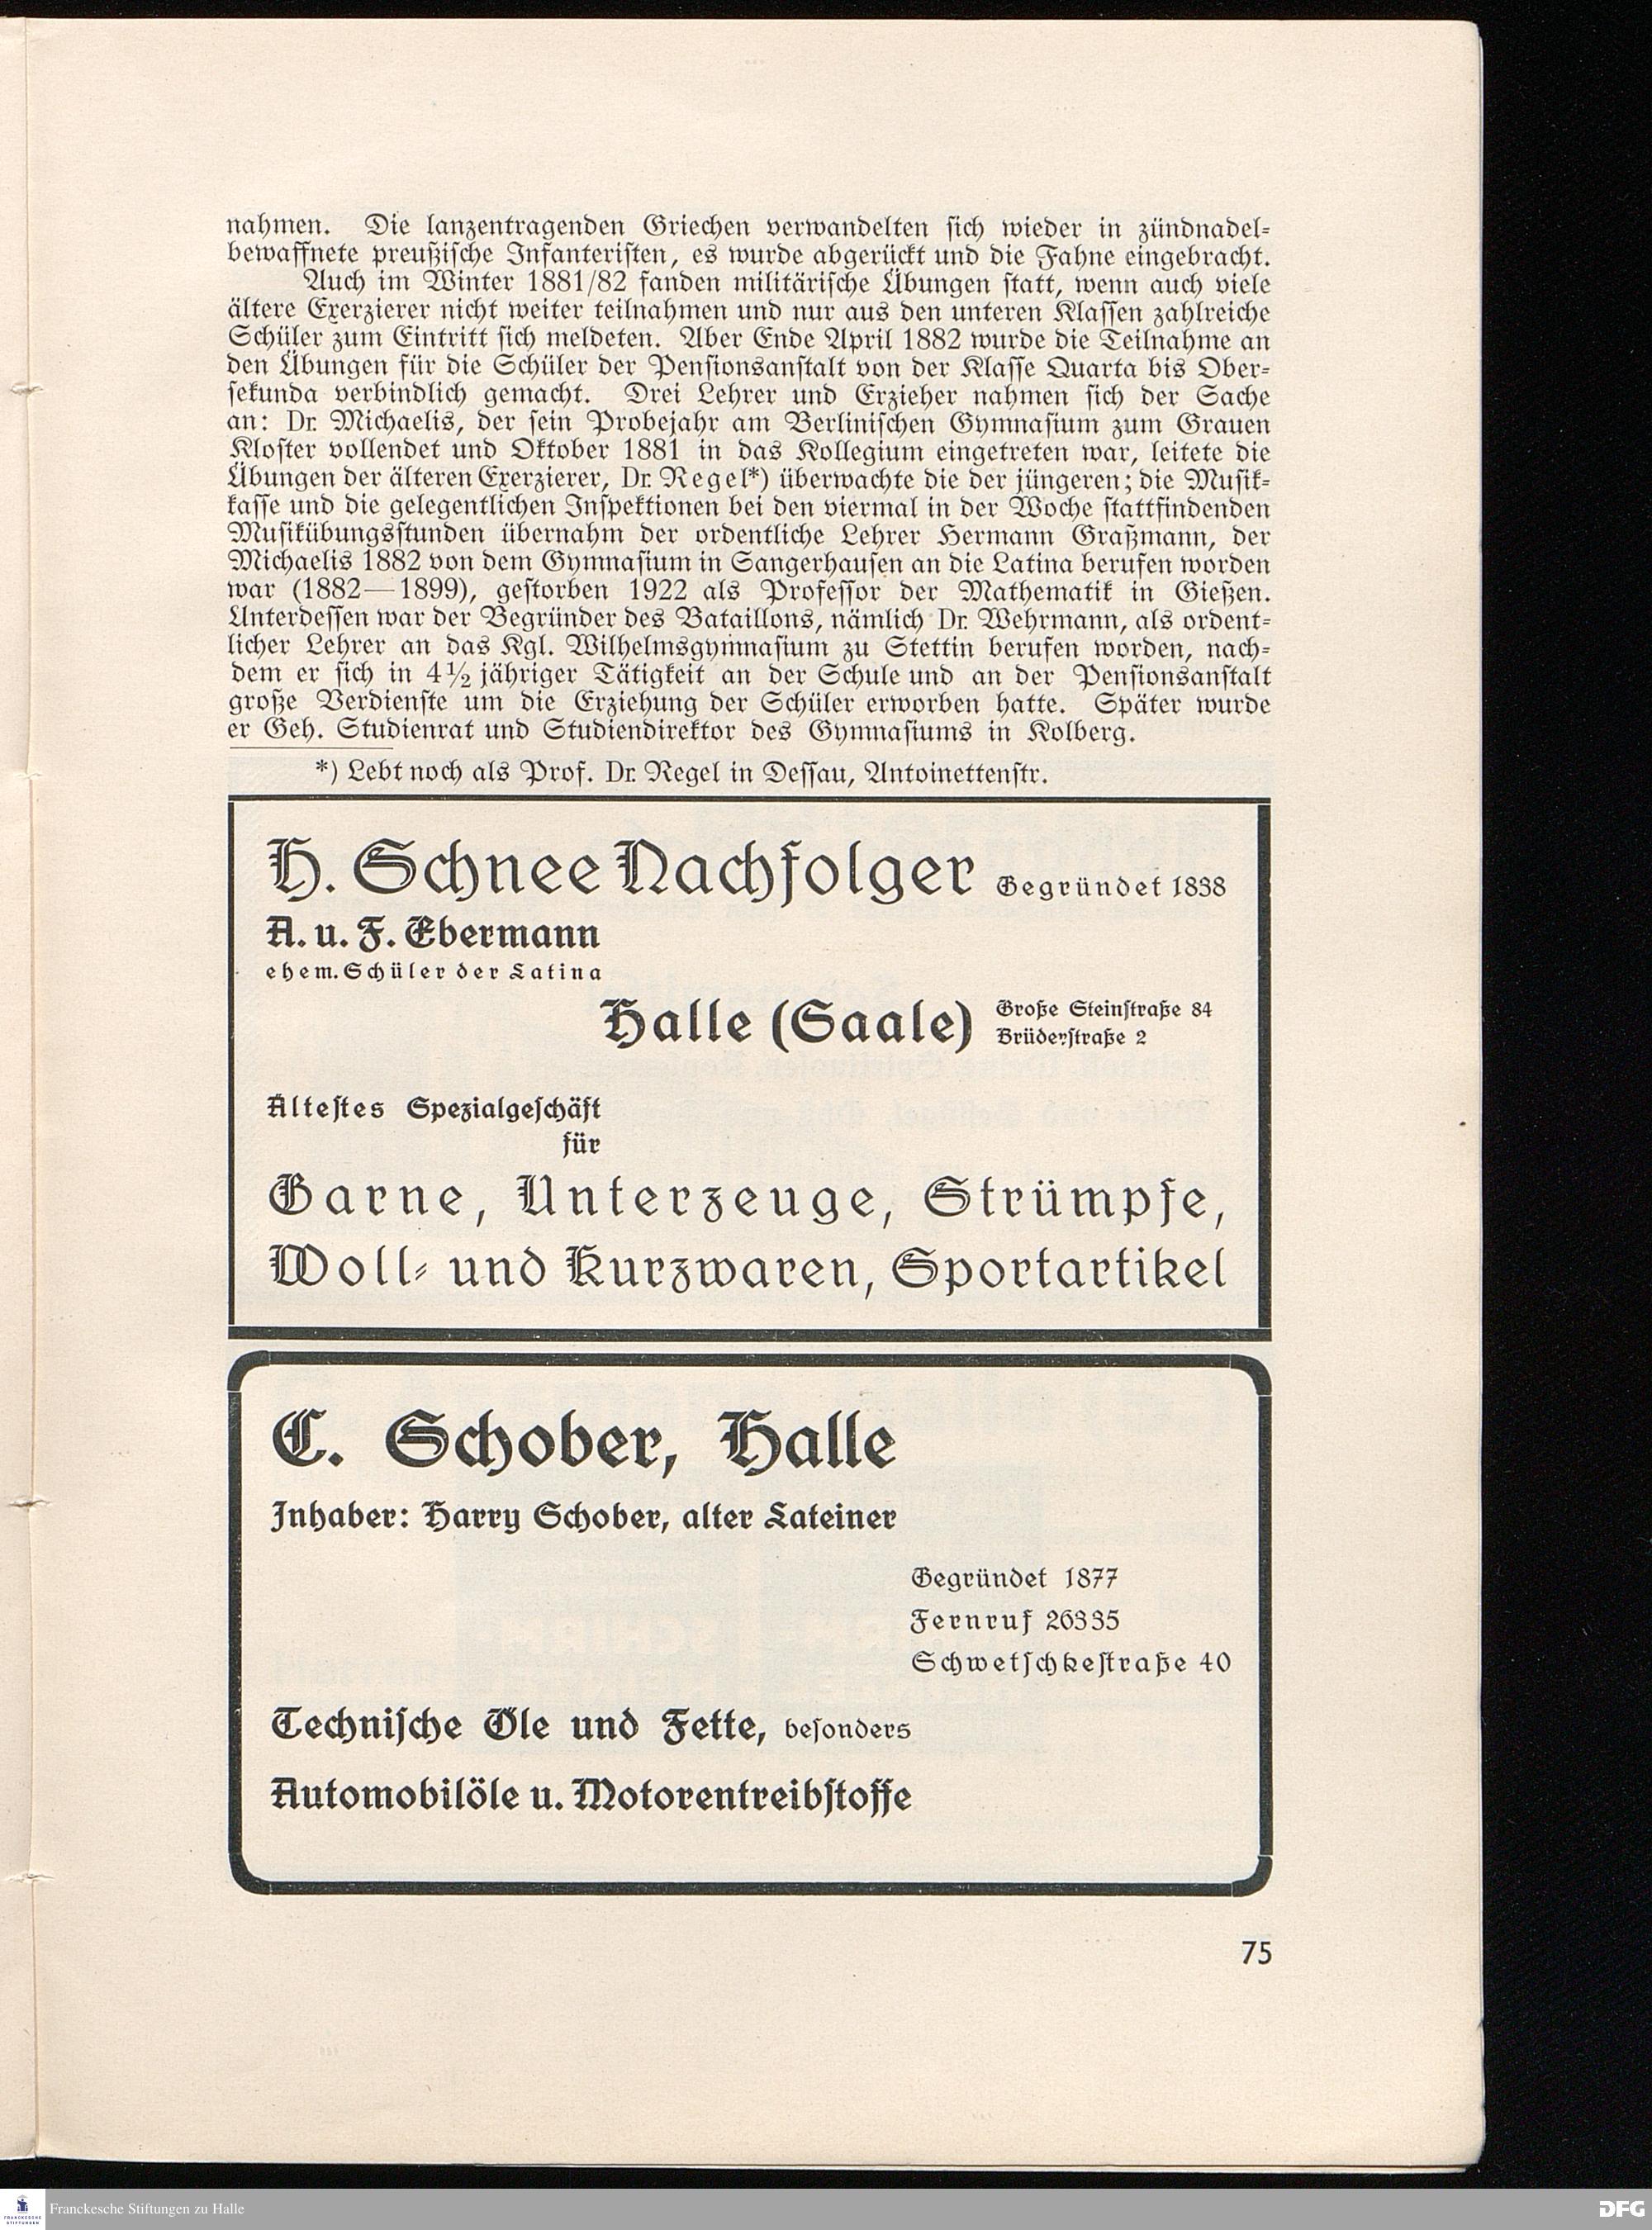 nahmen. Die lanzentragenden Griechen verwandelten sich wieder in zündnadel-
bewaffnete preußische Infanteristen, es wurde abgerückt und die Fahne eingebracht.
Auch im Winter 1881/82 fanden militärische Übungen statt, wenn auch viele
ältere Exerzierer nicht weiter teilnahmen und nur aus den unteren Klassen zahlreiche
Schüler zum Eintritt sich meldeten. Aber Ende April 1882 wurde die Teilnahme an
den Übungen für die Schüler der Pensionsanstalt von der Klasse Quarta bis Ober-
sekunda verbindlich gemacht. Drei Lehrer und Erzieher nahmen sich der Sache
an: Dr. Michaelis, der sein Probejahr am Berlinischen Gymnasium zum Grauen
Kloster vollendet und Oktober 1881 in das Kollegium eingetreten war, leitete die
Übungen der älteren Exerzierer, Dr. Regel*) überwachte die der jüngeren; die Musik-
kasse und die gelegentlichen Inspektionen bei den viermal in der Woche stattfindenden
Musikübungsstunden übernahm der ordentliche Lehrer Hermann Graßmann, der
Michaelis 1882 von dem Gymnasium in Sangerhausen an die Latina berufen worden
war (1882—1899), gestorben 1922 als Professor der Mathematik in Gießen.
Unterdessen war der Begründer des Bataillons, nämlich Dr. Wehrmann, als ordent-
licher Lehrer an das Kgl. Wilhelmsgymnasium zu Stettin berufen worden, nach-
dem er sich in 4½ jähriger Tätigkeit an der Schule und an der Pensionsanstalt
große Verdienste um die Erziehung der Schüler erworben hatte. Später wurde
er Geh. Studienrat und Studiendirektor des Gymnasiums in Kolberg.
*) Lebt noch als Prof. Dr. Regel in Dessau, Antoinettenstr.
H. Schnee Nachfolger Gegründet 1838
A. u. F. Ebermann
ehem. Schüler der Latina
Halle (Saale) Große Steinstraße 84
Brüderstraße 2
Ältestes Spezialgeschäft
für
Garne, Unterzeuge, Strümpfe,
Woll- und Kurzwaren, Sportartikel
C. Schober, Halle
Inhaber: Harry Schober, alter Lateiner
Gegründet 1877
Fernruf 26335
Schwetschkestraße 40
Technische Öle und Fette, besonders
Automobilöle u. Motorentreibstoffe
75
FRANCKESCHE
STIFTUNGEN
Franckesche Stiftungen zu Halle
DFG